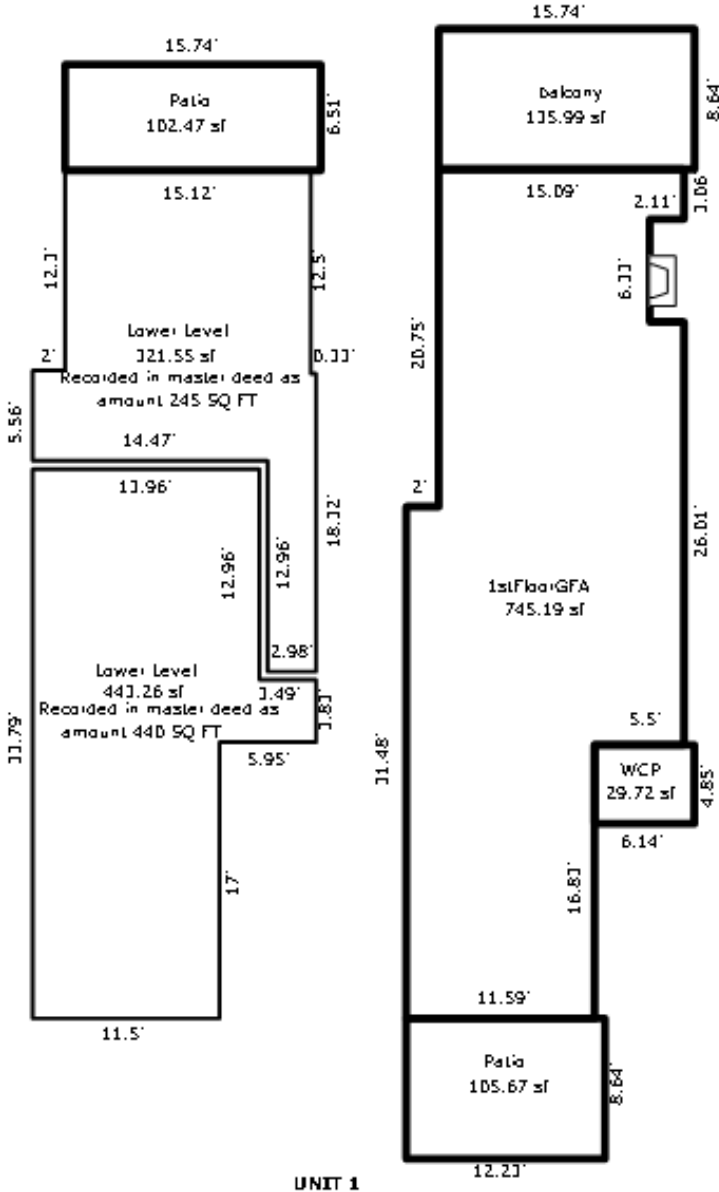 15.74'
Patio
102.47 sf
6.51'
15.12'
12.3'
12.5'
Lower Level
321.55 sf
Recorded in master deed as
amount 245 SQ FT
2'
0.33'
5.56'
14.47'
13.96'
18.32'
12.96'
12.96'
2.98'
Lower Level
443.26 sf
Recorded in master deed as
amount 440 SQ FT
3.49'
3.83'
33.79'
5.95'
17'
11.5'
15.74'
Balcony
135.99 sf
8.64'
15.09'
2.11'
3.06'
6.33'
20.75'
2'
26.01'
1stFloorGFA
745.19 sf
31.48'
5.5'
WCP
29.72 sf
4.85'
6.14'
16.83'
11.59'
Patio
105.67 sf
8.64'
12.23'
UNIT 1